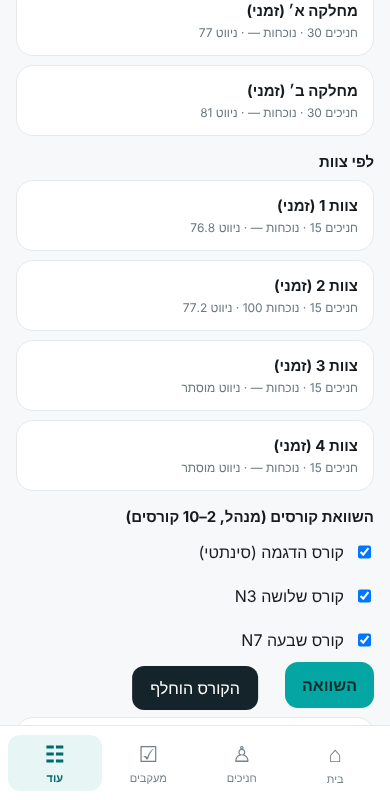 מחלקה א׳ (זמני)
חניכים 30 · נוכחות — · ניווט 77
מחלקה ב׳ (זמני)
חניכים 30 · נוכחות — · ניווט 81
לפי צוות
צוות 1 (זמני)
חניכים 15 · נוכחות — · ניווט 76.8
צוות 2 (זמני)
חניכים 15 · נוכחות 100 · ניווט 77.2
צוות 3 (זמני)
חניכים 15 · נוכחות — · ניווט מוסתר
צוות 4 (זמני)
חניכים 15 · נוכחות — · ניווט מוסתר
השוואת קורסים (מנהל, 2–10 קורסים)
קורס הדגמה (סינתטי)
קורס שלושה N3
קורס שבעה N7
השוואה
הקורס הוחלף
בית
חניכים
מעקבים
עוד